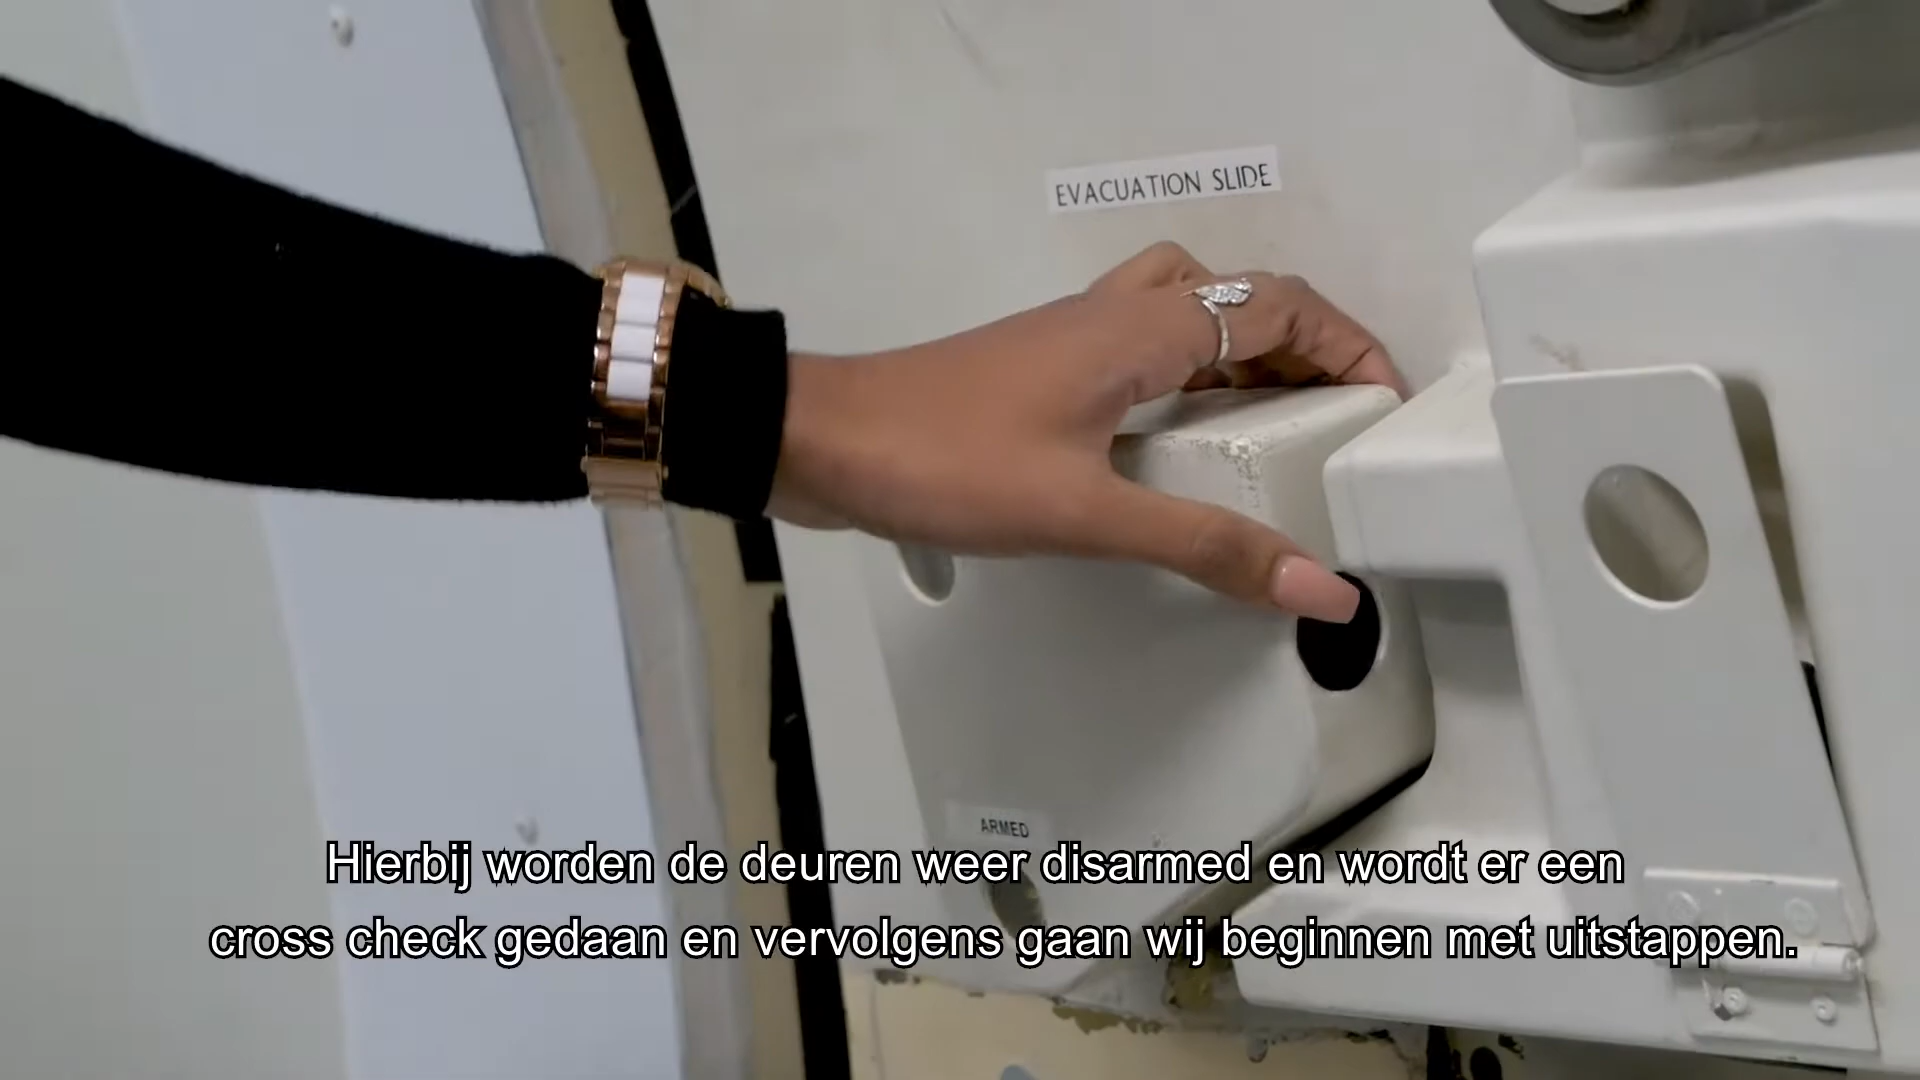 EVACUATION SLIDE
ARMED
Hierbij worden de deuren weer disarmed en wordt er een
cross check gedaan en vervolgens gaan wij beginnen met uitstappen.